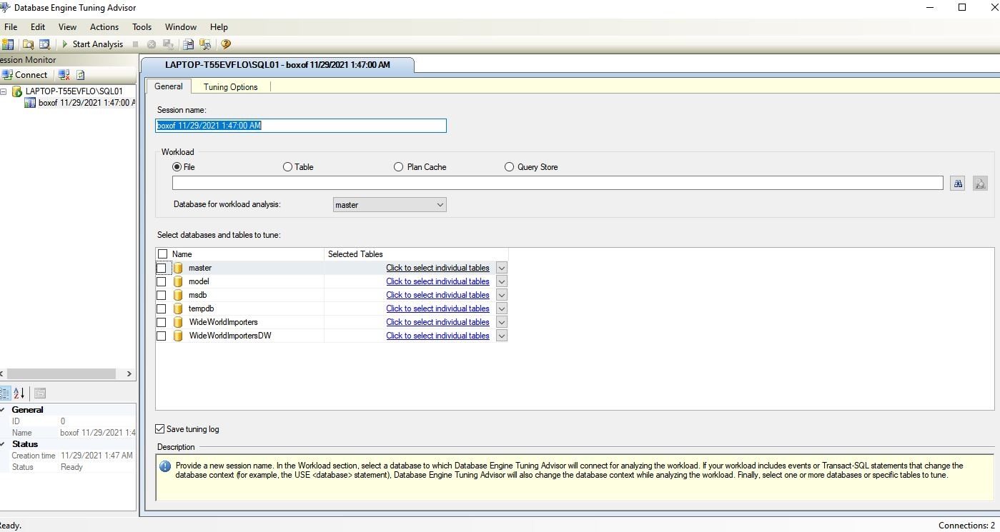 Database Engine Tuning Advisor
File Edit View Actions Tools Window Help
Start Analysis
ession Monitor
Connect
LAPTOP-T55EVFLO\SQL01
boxof 11/29/2021 1:47:00 A
LAPTOP-T55EVFLO\SQL01 - boxof 11/29/2021 1:47:00 AM
General Tuning Options
Session name:
boxof 11/29/2021 1:47:00 AM
Workload
File Table Plan Cache Query Store
Database for workload analysis: master
Select databases and tables to tune:
Name Selected Tables
master Click to select individual tables
model Click to select individual tables
msdb Click to select individual tables
tempdb Click to select individual tables
WideWorldImporters Click to select individual tables
WideWorldImportersDW Click to select individual tables
Save tuning log
Description
Provide a new session name. In the Workload section, select a database to which Database Engine Tuning Advisor will connect for analyzing the workload. If your workload includes events or Transact-SQL statements that change the
database context (for example, the USE <database> statement), Database Engine Tuning Advisor will also change the database context while analyzing the workload. Finally, select one or more databases or specific tables to tune.
General
ID 0
Name boxof 11/29/2021 1:4
Status
Creation time 11/29/2021 1:47 AM
Status Ready
Ready.
Connections: 2